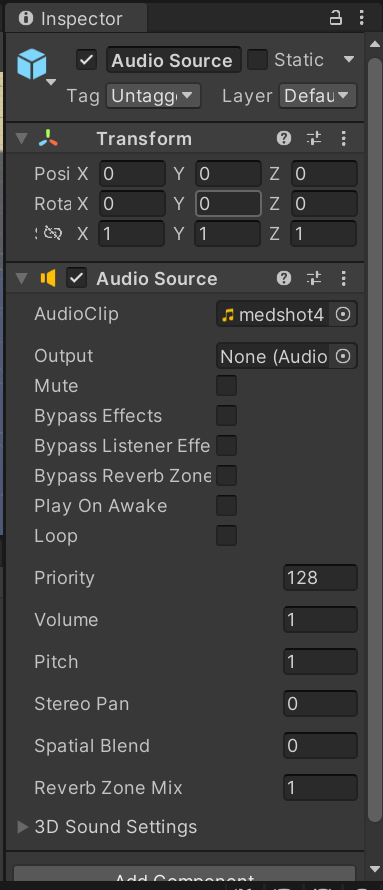 Inspector
Audio Source Static
Tag Untagge Layer Defau
Transform
Posi X 0 Y 0 Z 0
Rota X 0 Y 0 Z 0
X 1 Y 1 Z 1
Audio Source
AudioClip medshot4
Output None (Audio
Mute
Bypass Effects
Bypass Listener Effe
Bypass Reverb Zone
Play On Awake
Loop
Priority 128
Volume 1
Pitch 1
Stereo Pan 0
Spatial Blend 0
Reverb Zone Mix 1
3D Sound Settings
Add Component